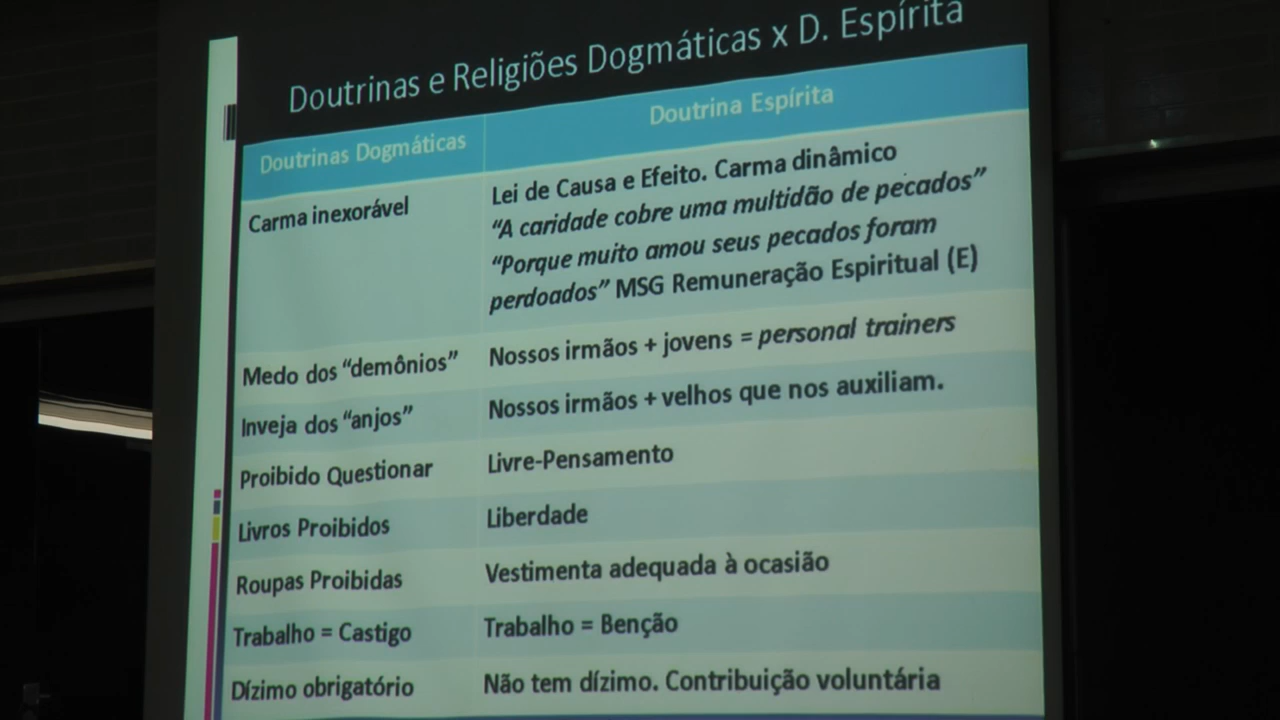 Doutrinas e Religiões Dogmáticas x D. Espírita
Doutrinas Dogmáticas
Doutrina Espírita
Carma inexorável
Lei de Causa e Efeito. Carma dinâmico
“A caridade cobre uma multidão de pecados”
“Porque muito amou seus pecados foram
perdoados” MSG Remuneração Espiritual (E)
Medo dos “demônios”
Nossos irmãos + jovens = personal trainers
Inveja dos “anjos”
Nossos irmãos + velhos que nos auxiliam.
Proibido Questionar
Livre-Pensamento
Livros Proibidos
Liberdade
Roupas Proibidas
Vestimenta adequada à ocasião
Trabalho = Castigo
Trabalho = Benção
Dízimo obrigatório
Não tem dízimo. Contribuição voluntária